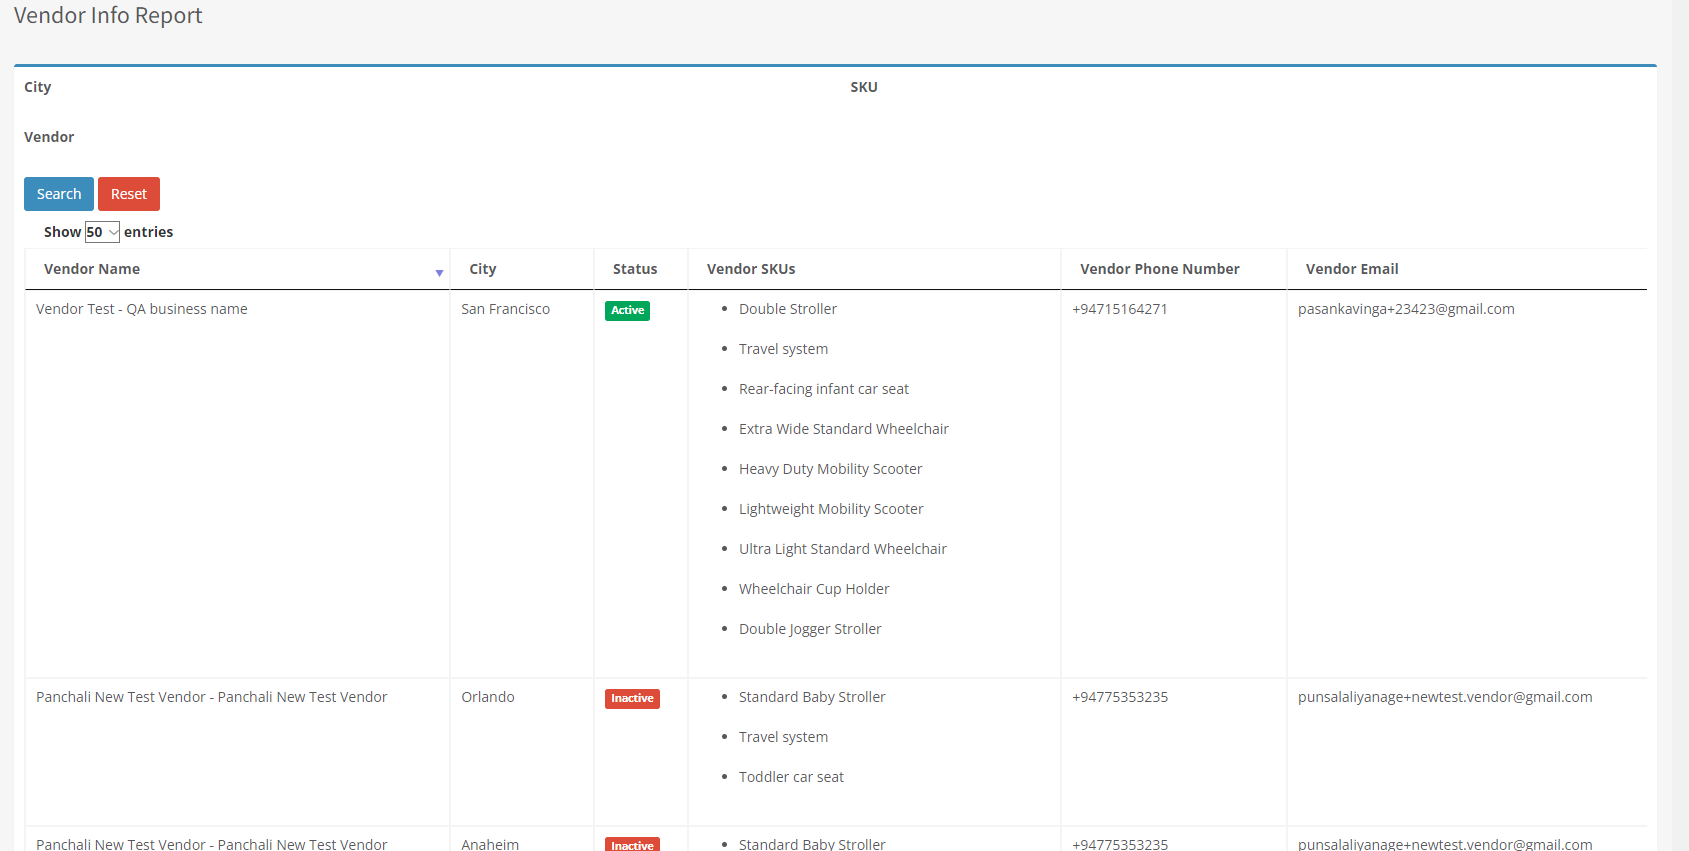 Vendor Info Report
City SKU
Vendor
Search Reset
Show 50 entries
Vendor Name City Status Vendor SKUs Vendor Phone Number Vendor Email
Vendor Test - QA business name San Francisco Active Double Stroller +94715164271 pasankavinga+23423@gmail.com
Travel system
Rear-facing infant car seat
Extra Wide Standard Wheelchair
Heavy Duty Mobility Scooter
Lightweight Mobility Scooter
Ultra Light Standard Wheelchair
Wheelchair Cup Holder
Double Jogger Stroller
Panchali New Test Vendor - Panchali New Test Vendor Orlando Inactive Standard Baby Stroller +94775353235 punsalaliyanage+newtest.vendor@gmail.com
Travel system
Toddler car seat
Panchali New Test Vendor - Panchali New Test Vendor Anaheim Inactive Standard Baby Stroller +94775353235 punsalaliyanage+newtest.vendor@gmail.com